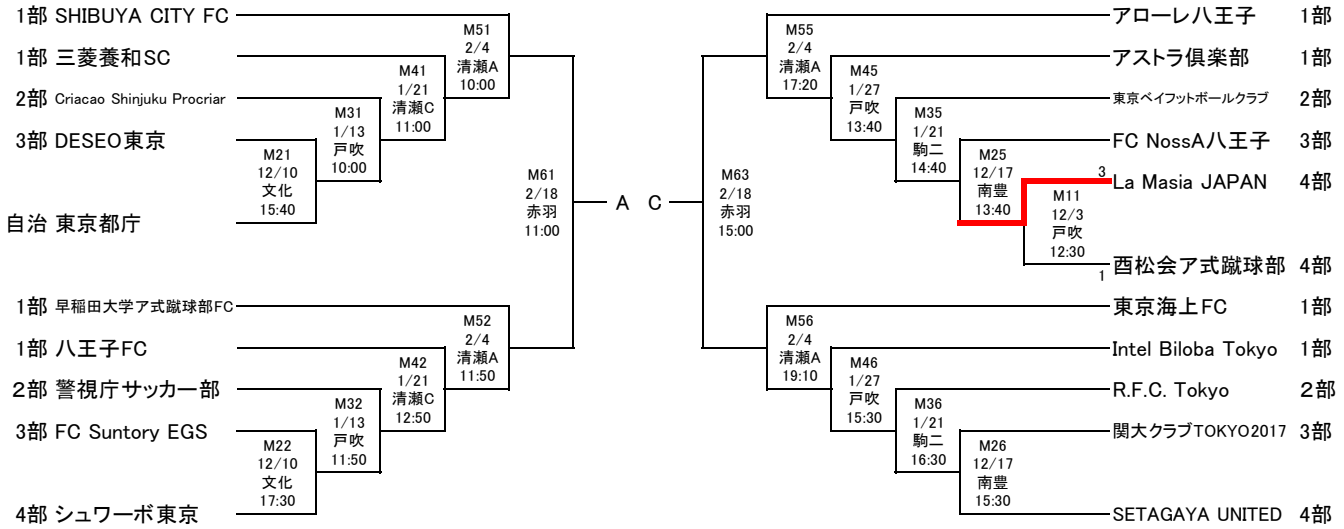 1部 SHIBUYA CITY FC
1部 三菱養和SC
2部 Criacao Shinjuku Procriar
3部 DESEO東京
自治 東京都庁
M21
12/10
文化
15:40
M31
1/13
戸吹
10:00
M41
1/21
清瀬C
11:00
M51
2/4
清瀬A
10:00
1部 早稲田大学ア式蹴球部FC
1部 八王子FC
2部 警視庁サッカー部
3部 FC Suntory EGS
4部 シュワーボ東京
M22
12/10
文化
17:30
M32
1/13
戸吹
11:50
M42
1/21
清瀬C
12:50
M52
2/4
清瀬A
11:50
M61
2/18
赤羽
11:00
A C
M63
2/18
赤羽
15:00
M55
2/4
清瀬A
17:20
M45
1/27
戸吹
13:40
M35
1/21
駒二
14:40
M25
12/17
南豊
13:40
M11
12/3
戸吹
12:30
3
1
アローレ八王子 1部
アストラ倶楽部 1部
東京ベイフットボールクラブ 2部
FC NossA八王子 3部
La Masia JAPAN 4部
酉松会ア式蹴球部 4部
M56
2/4
清瀬A
19:10
M46
1/27
戸吹
15:30
M36
1/21
駒二
16:30
M26
12/17
南豊
15:30
東京海上FC 1部
Intel Biloba Tokyo 1部
R.F.C. Tokyo 2部
関大クラブTOKYO2017 3部
SETAGAYA UNITED 4部